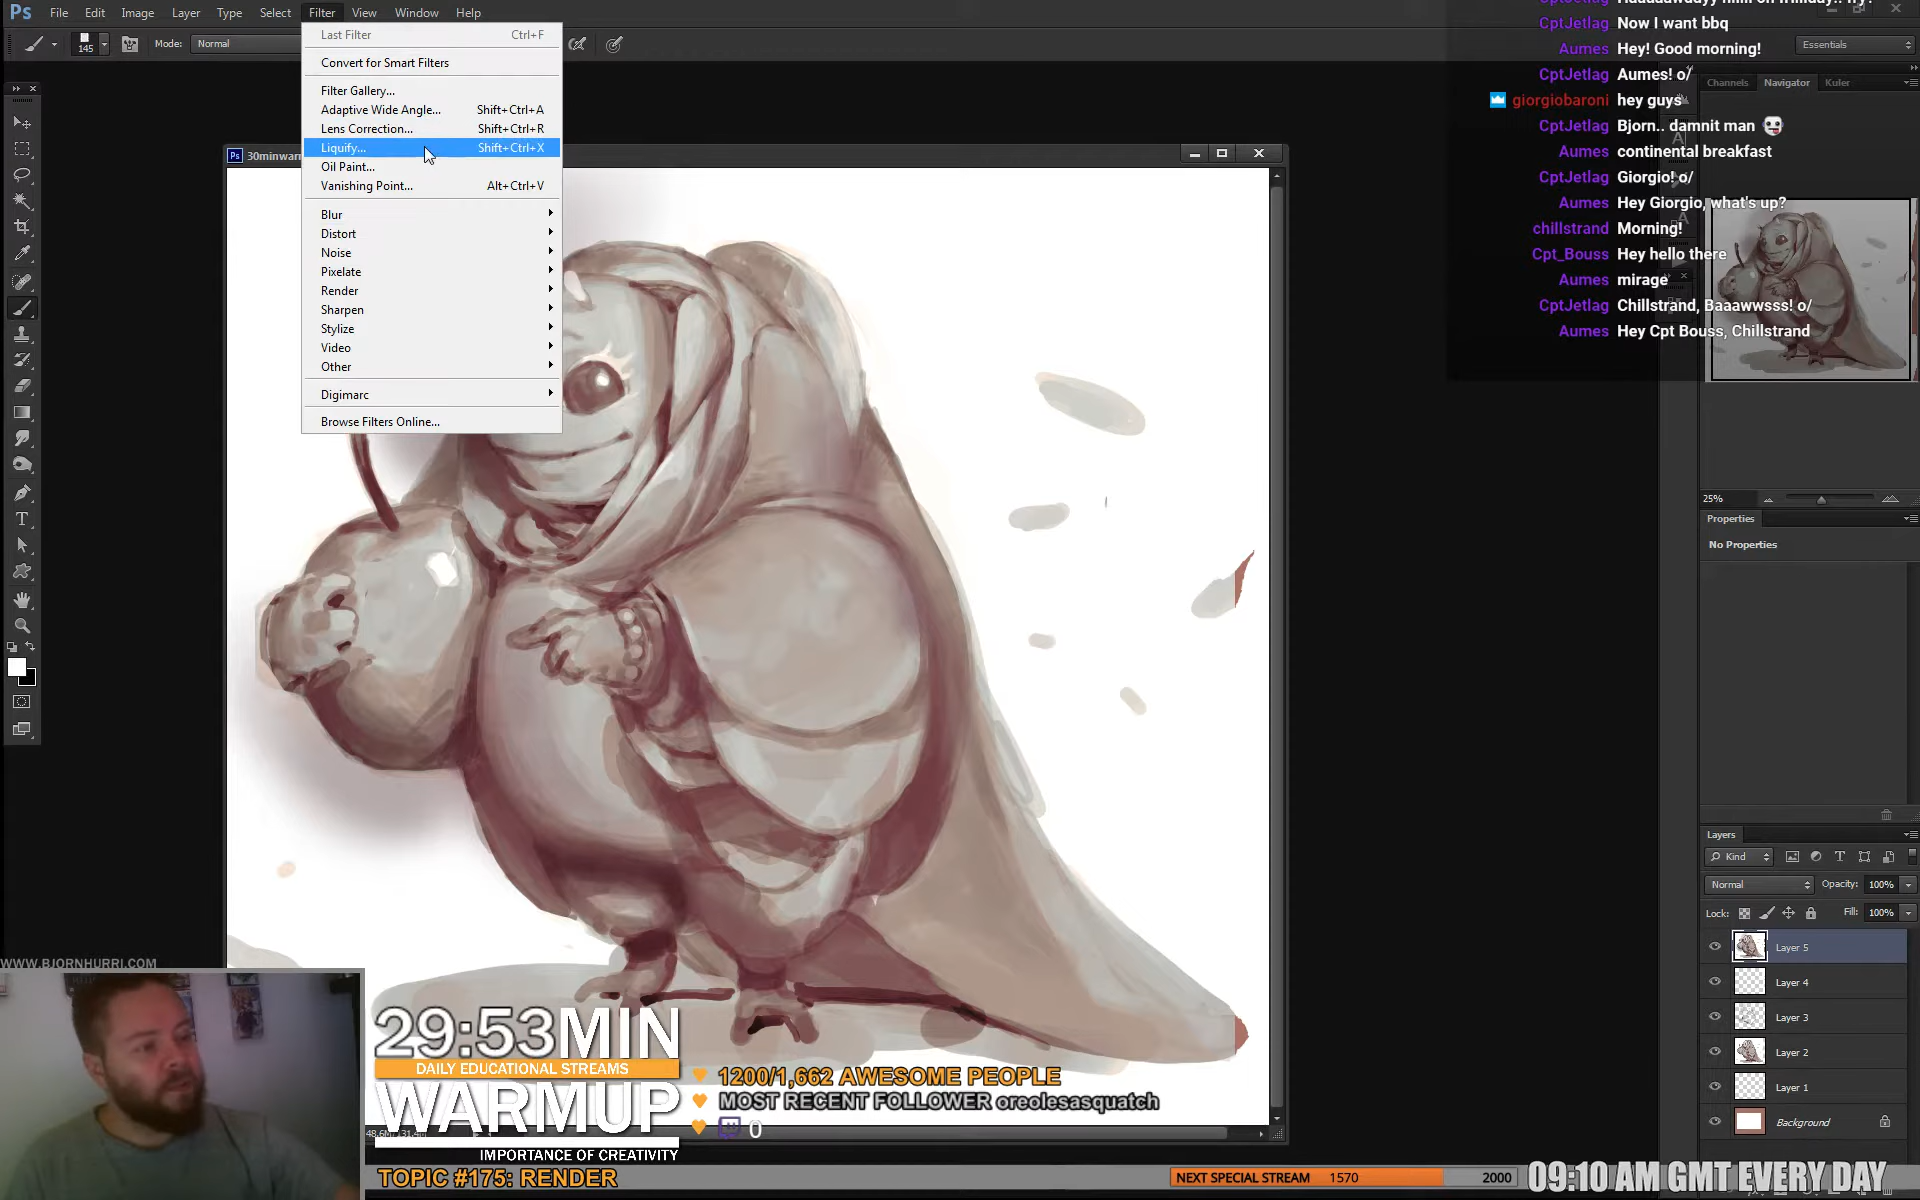 Ps File Edit Image Layer Type Select Filter View Window Help
145 Mode: Normal Essentials
Last Filter Ctrl+F
Convert for Smart Filters
Filter Gallery...
Adaptive Wide Angle... Shift+Ctrl+A
Lens Correction... Shift+Ctrl+R
Liquify... Shift+Ctrl+X
Oil Paint...
Vanishing Point... Alt+Ctrl+V
Blur
Distort
Noise
Pixelate
Render
Sharpen
Stylize
Video
Other
Digimarc
Browse Filters Online...
Ps 30minwarm
CptJetlag Now I want bbq
Aumes Hey! Good morning!
CptJetlag Aumes! o/
giorgiobaroni hey guys
CptJetlag Bjorn.. damnit man
Aumes continental breakfast
CptJetlag Giorgio! o/
Aumes Hey Giorgio, what's up?
chillstrand Morning!
Cpt_Bouss Hey hello there
Aumes mirage
CptJetlag Chillstrand, Baaawwsss! o/
Aumes Hey Cpt Bouss, Chillstrand
Channels Navigator Kuler
25%
Properties
No Properties
Layers
Kind
Normal Opacity: 100%
Lock: Fill: 100%
Layer 5
Layer 4
Layer 3
Layer 2
Layer 1
Background
WWW.BJORNHURRI.COM
29:53MIN
DAILY EDUCATIONAL STREAMS
WARMUP
IMPORTANCE OF CREATIVITY
1200/1,662 AWESOME PEOPLE
MOST RECENT FOLLOWER oreolesasquatch
0
TOPIC #175: RENDER
NEXT SPECIAL STREAM 1570 2000
09:10 AM GMT EVERY DAY